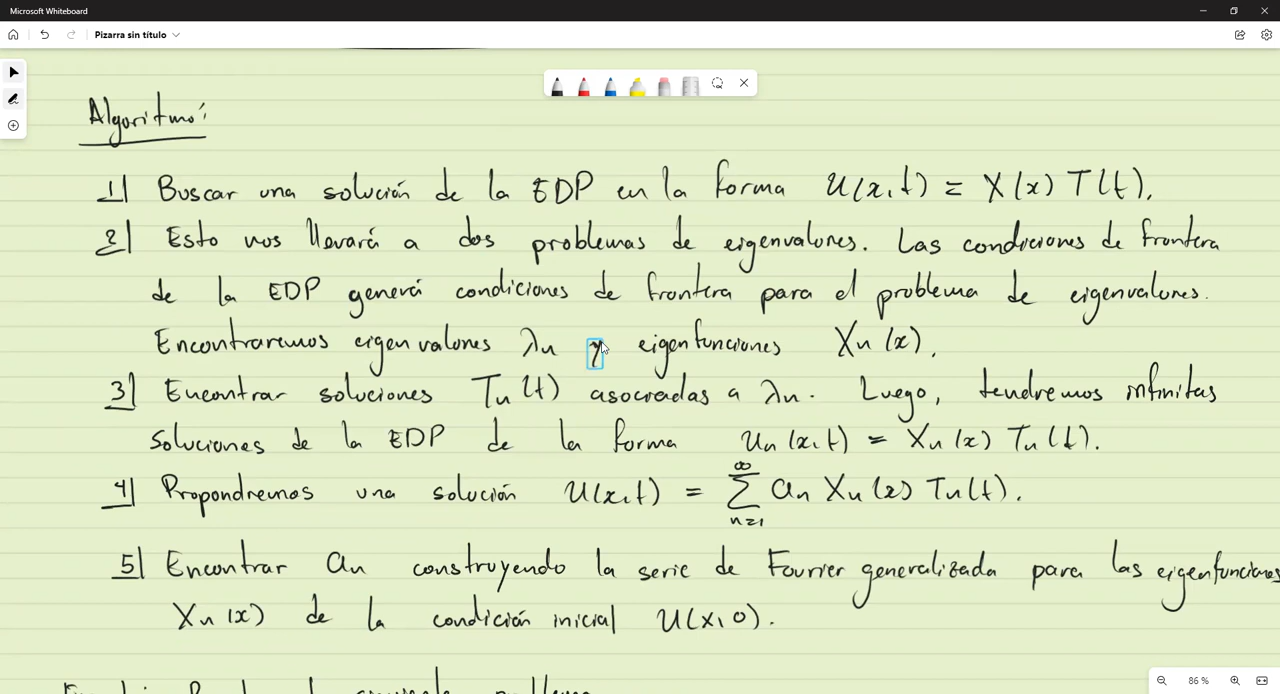 Microsoft Whiteboard
Pizarra sin título
Algoritmo:
1) Buscar una solución de la EDP en la forma U(x,t) = X(x) T(t).
2) Esto nos llevará a dos problemas de eigenvalores. Las condiciones de frontera
de la EDP generá condiciones de frontera para el problema de eigenvalores.
Encontraremos eigenvalores λn y eigenfunciones Xn(x).
3) Encontrar soluciones Tn(t) asociadas a λn. Luego, tendremos infinitas
soluciones de la EDP de la forma Un(x,t) = Xn(x) Tn(t).
4) Propondremos una solución U(x,t) = ∑_{n=1}^{∞} an Xn(x) Tn(t).
5) Encontrar an construyendo la serie de Fourier generalizada para las eigenfunciones
Xn(x) de la condición inicial U(x,0).
86 %